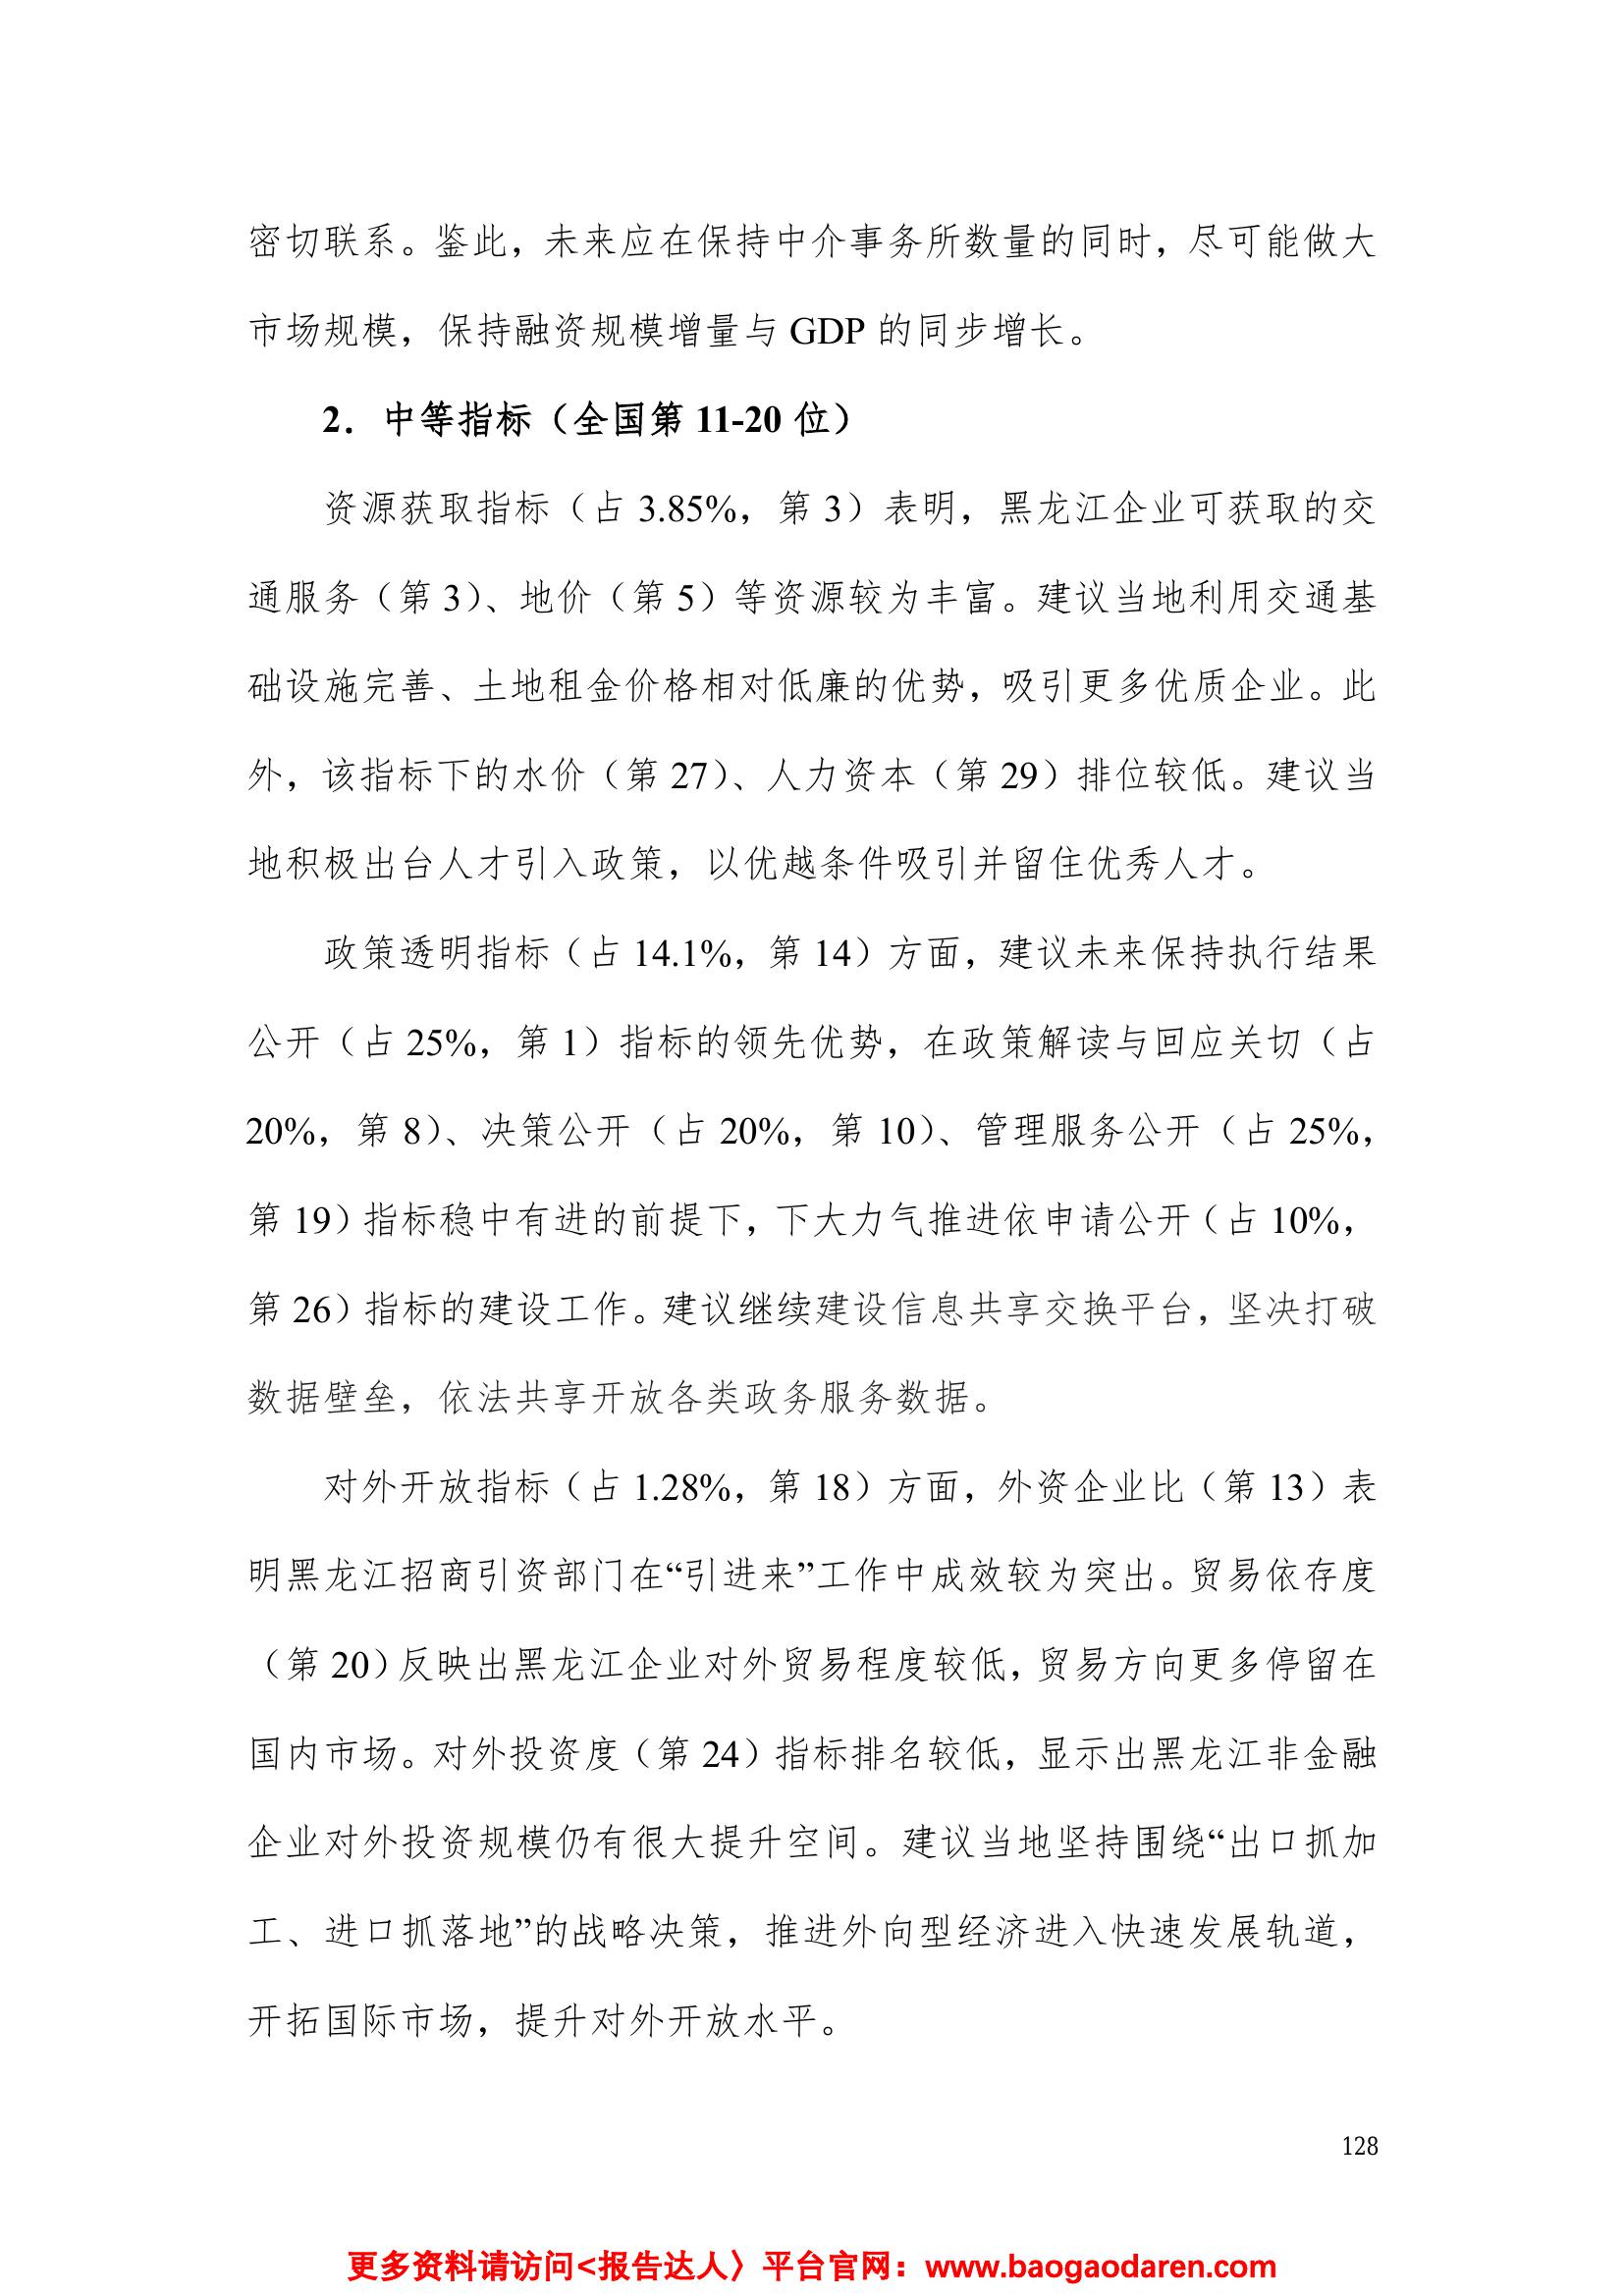 密切联系。鉴此，未来应在保持中介事务所数量的同时，尽可能做大
市场规模，保持融资规模增量与 GDP 的同步增长。
2．中等指标（全国第 11-20 位）
资源获取指标（占 3.85%，第 3）表明，黑龙江企业可获取的交
通服务（第 3）、地价（第 5）等资源较为丰富。建议当地利用交通基
础设施完善、土地租金价格相对低廉的优势，吸引更多优质企业。此
外，该指标下的水价（第 27）、人力资本（第 29）排位较低。建议当
地积极出台人才引入政策，以优越条件吸引并留住优秀人才。
政策透明指标（占 14.1%，第 14）方面，建议未来保持执行结果
公开（占 25%，第 1）指标的领先优势，在政策解读与回应关切（占
20%，第 8）、决策公开（占 20%，第 10）、管理服务公开（占 25%，
第 19）指标稳中有进的前提下，下大力气推进依申请公开（占 10%，
第 26）指标的建设工作。建议继续建设信息共享交换平台，坚决打破
数据壁垒，依法共享开放各类政务服务数据。
对外开放指标（占 1.28%，第 18）方面，外资企业比（第 13）表
明黑龙江招商引资部门在“引进来”工作中成效较为突出。贸易依存度
（第 20）反映出黑龙江企业对外贸易程度较低，贸易方向更多停留在
国内市场。对外投资度（第 24）指标排名较低，显示出黑龙江非金融
企业对外投资规模仍有很大提升空间。建议当地坚持围绕“出口抓加
工、进口抓落地”的战略决策，推进外向型经济进入快速发展轨道，
开拓国际市场，提升对外开放水平。
128
更多资料请访问<报告达人〉平台官网：www.baogaodaren.com